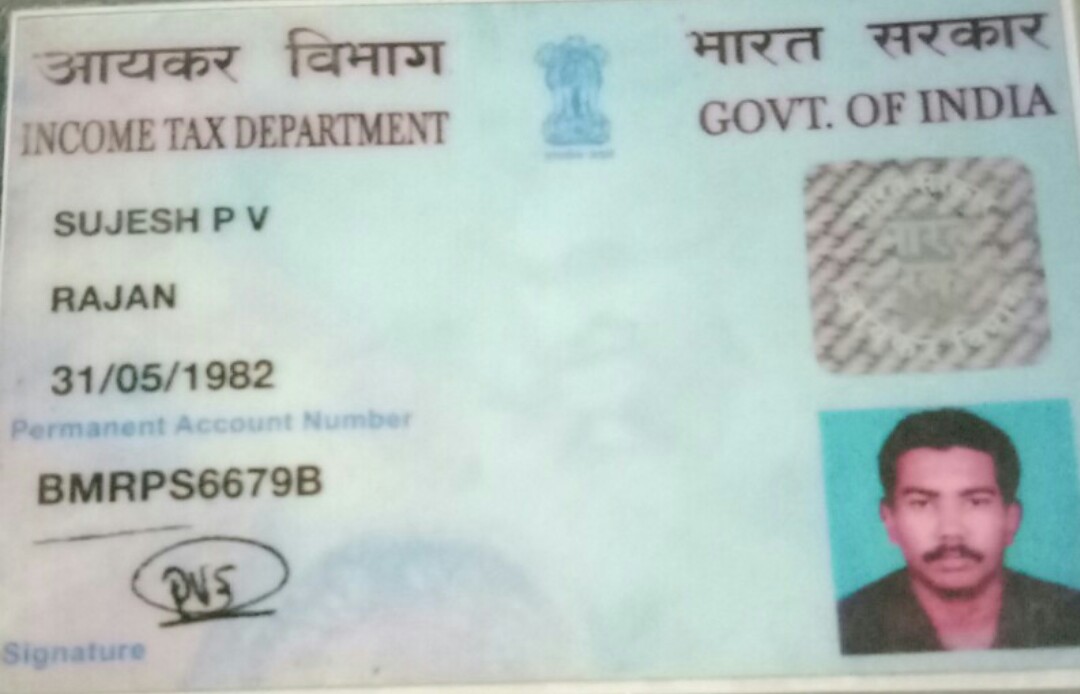 आयकर विभाग
INCOME TAX DEPARTMENT
भारत सरकार
GOVT. OF INDIA
SUJESH P V
RAJAN
31/05/1982
Permanent Account Number
BMRPS6679B
Signature